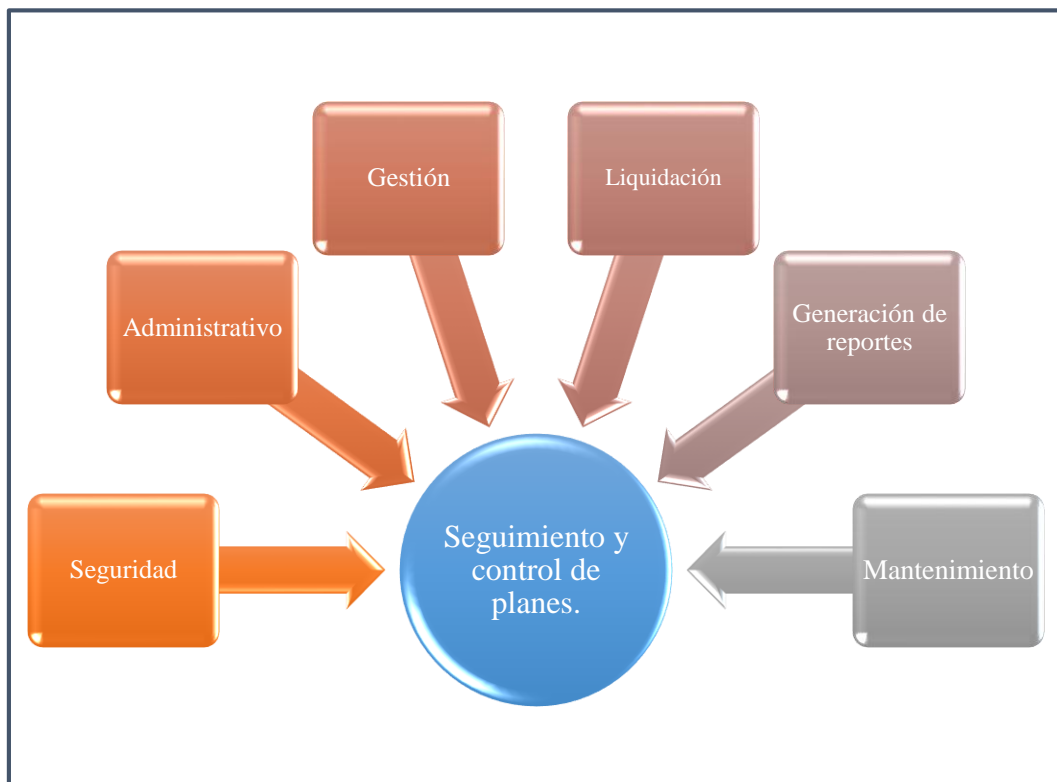 Gestión
Liquidación
Administrativo
Generación de
reportes
Seguridad
Seguimiento y
control de
planes.
Mantenimiento